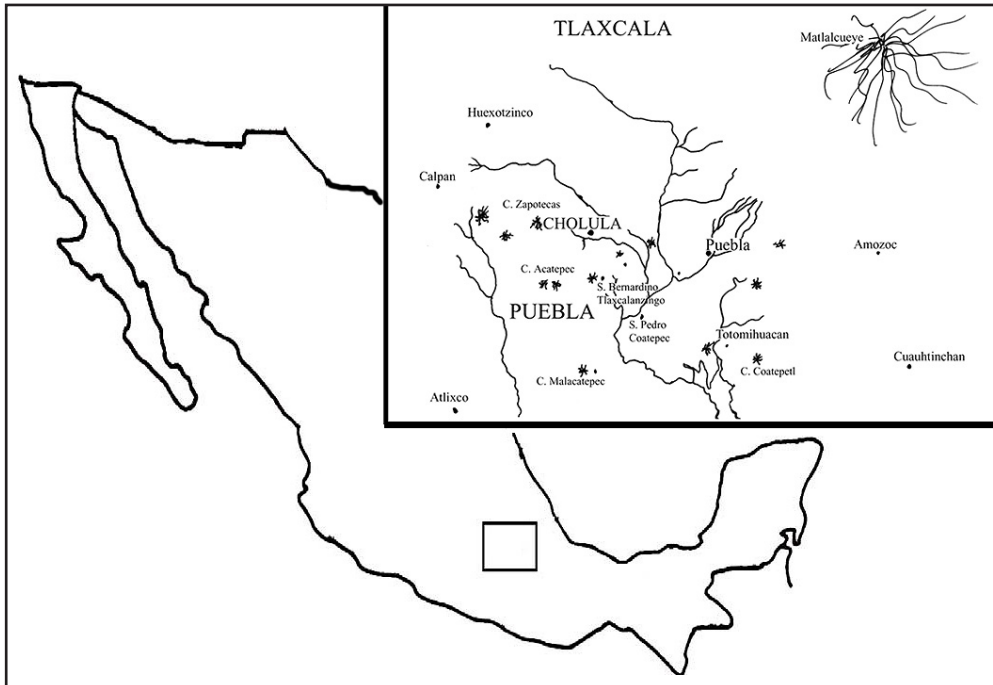 TLAXCALA
Matlalcueye
Huexotzinco
Calpan
C. Zapotecas
CHOLULA
Puebla
Amozoc
C. Acatepec
S. Bernardino
Tlaxcalanzingo
PUEBLA
S. Pedro
Coatepec
Totomihuacan
Cuauhtinchan
C. Malacatepec
C. Coatepetl
Atlixco